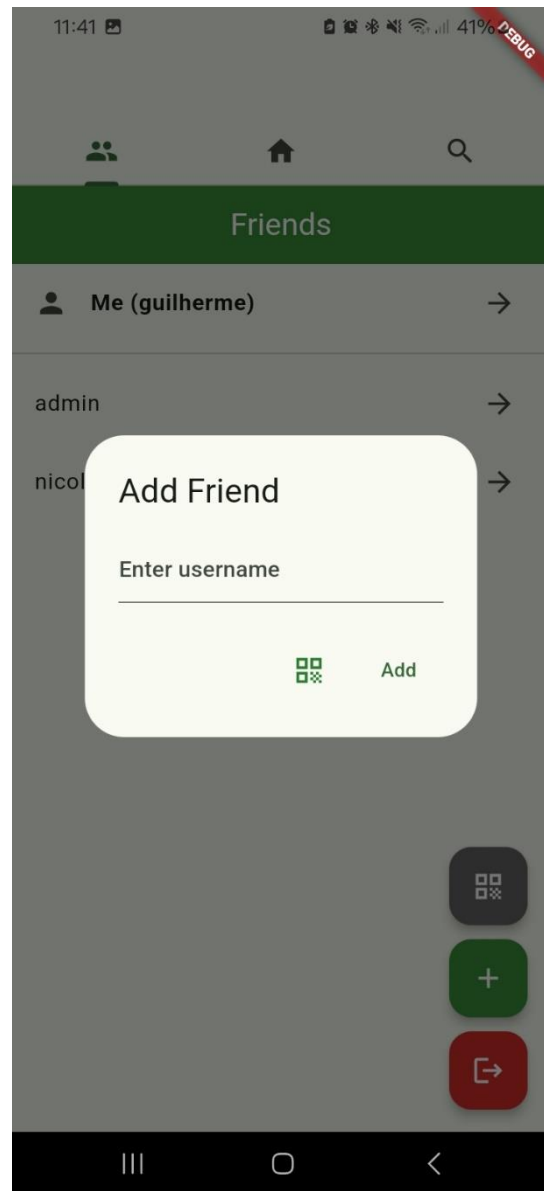 11:41
41%
DEBUG
Friends
Me (guilherme)
admin
nicol
Add Friend
Enter username
Add